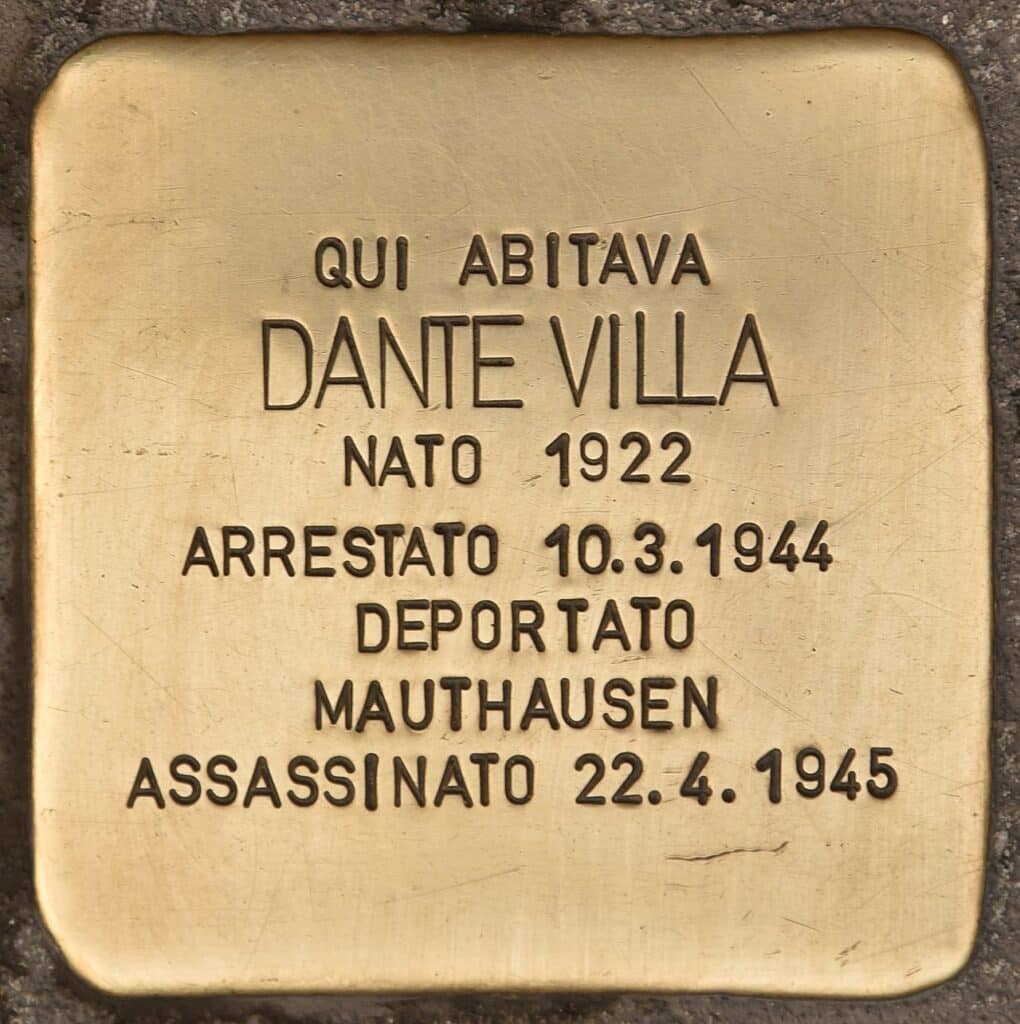 QUI ABITAVA
DANTE VILLA
NATO 1922
ARRESTATO 10.3.1944
DEPORTATO
MAUTHAUSEN
ASSASSINATO 22.4.1945